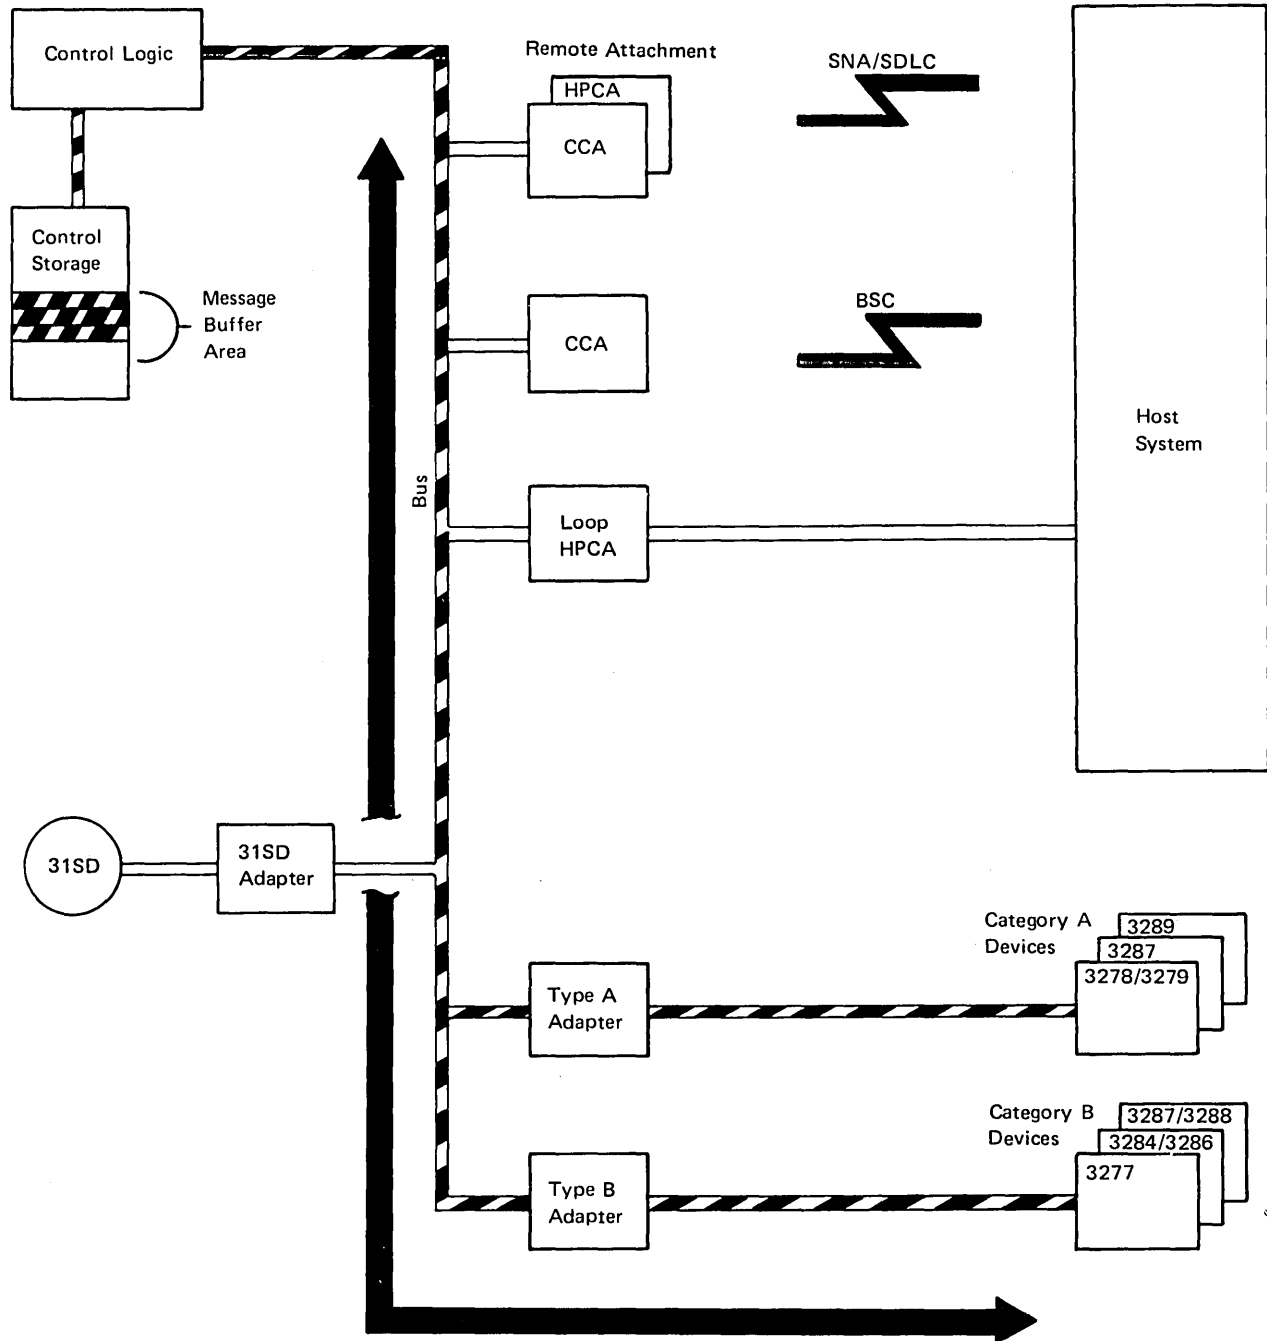 Control Logic
Remote Attachment
HPCA
CCA
SNA/SDLC
Control
Storage
Message
Buffer
Area
CCA
BSC
Host
System
Bus
Loop
HPCA
31SD
31SD
Adapter
Category A
Devices
3289
3287
3278/3279
Type A
Adapter
Category B
Devices
3287/3288
3284/3286
3277
Type B
Adapter